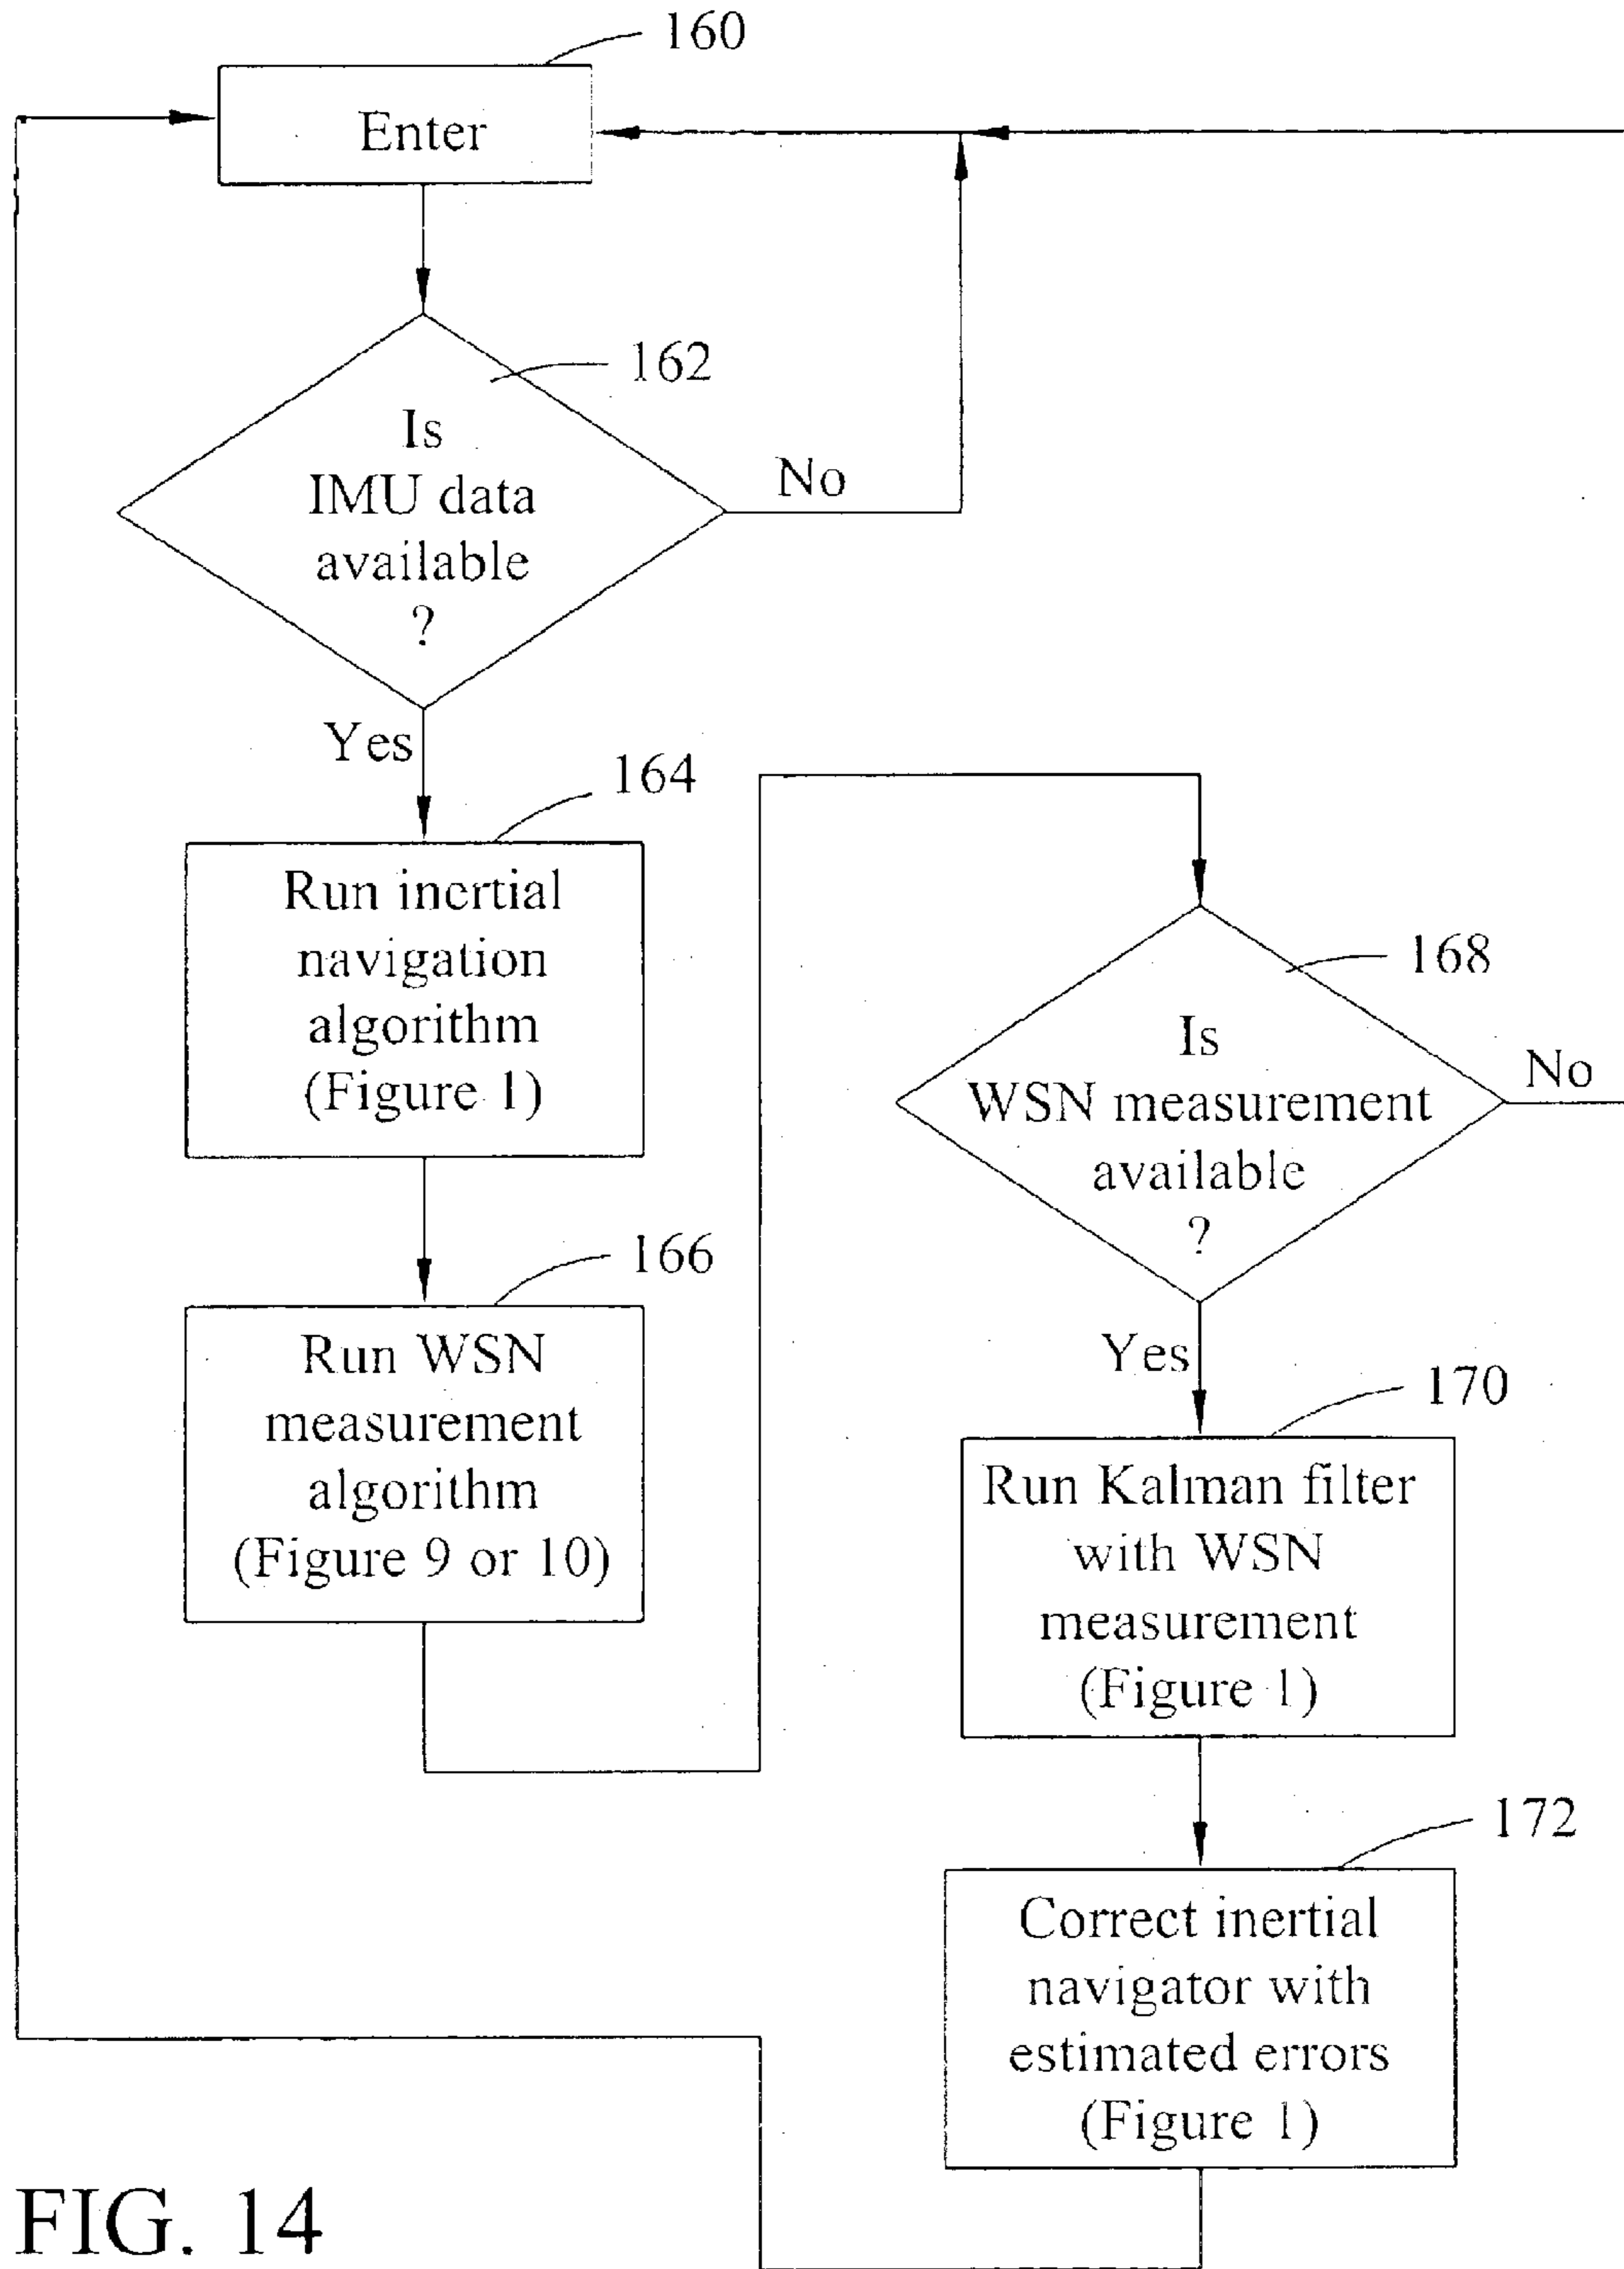 160
Enter
162
Is
IMU data
available
?
No
Yes
164
Run inertial
navigation
algorithm
(Figure 1)
166
Run WSN
measurement
algorithm
(Figure 9 or 10)
168
Is
WSN measurement
available
?
No
Yes
170
Run Kalman filter
with WSN
measurement
(Figure 1)
172
Correct inertial
navigator with
estimated errors
(Figure 1)
FIG. 14